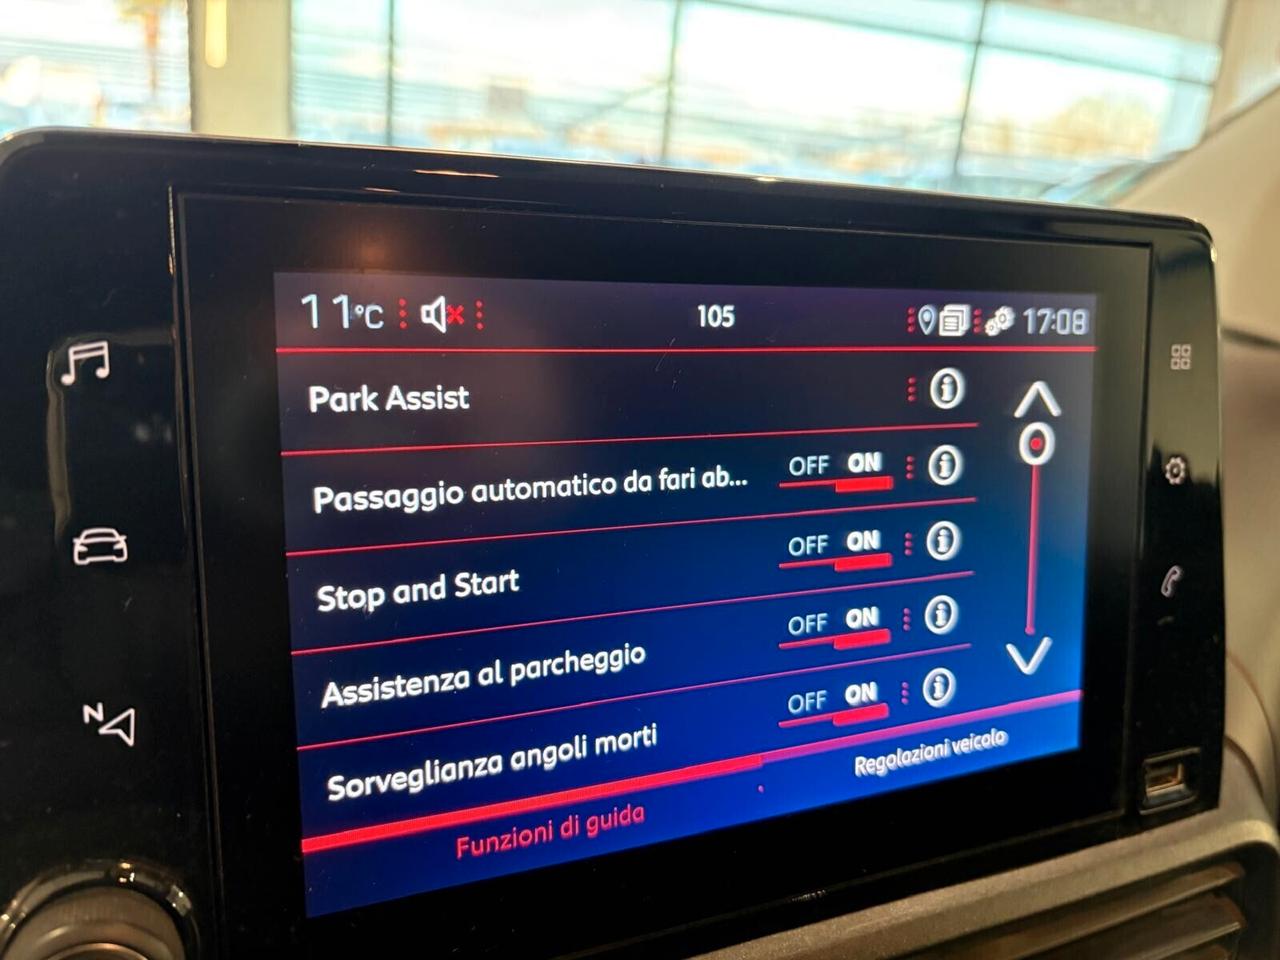 11°C 105 17:08
Park Assist
Passaggio automatico da fari ab... OFF ON
Stop and Start OFF ON
Assistenza al parcheggio OFF ON
Sorveglianza angoli morti OFF ON
Funzioni di guida Regolazioni veicolo
N